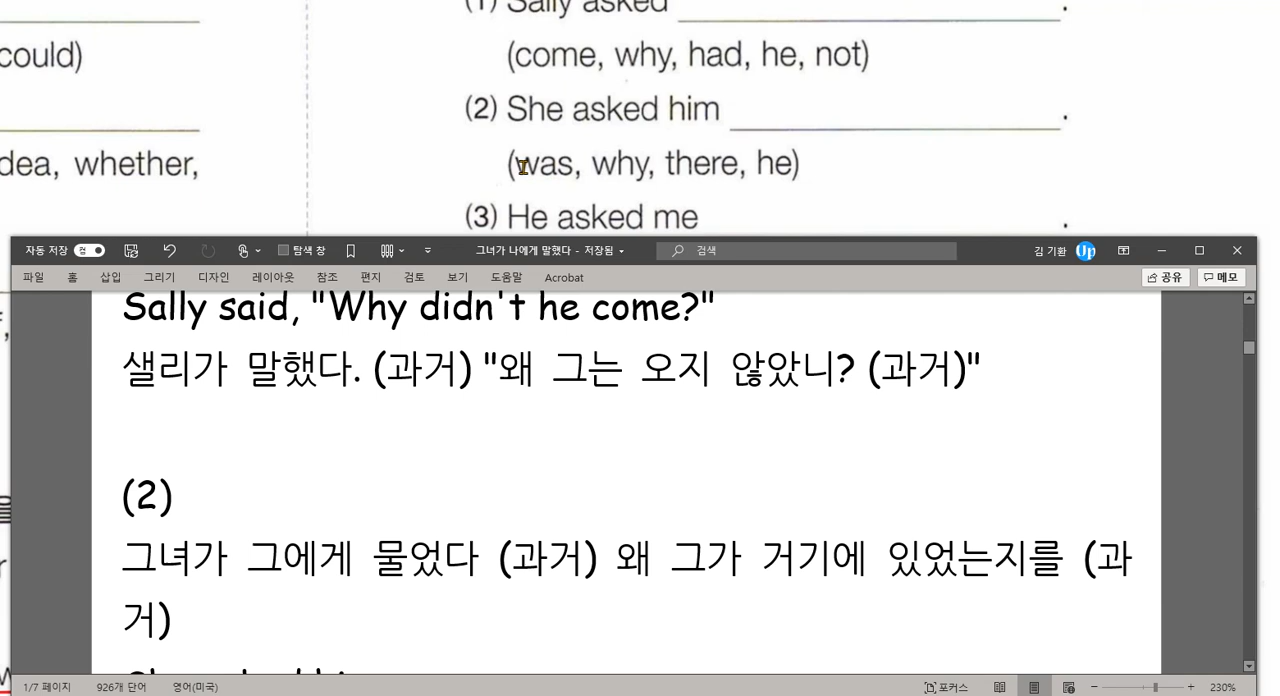 (1) Sally asked .
could) (come, why, had, he, not)
(2) She asked him .
dea, whether, (was, why, there, he)
(3) He asked me .
자동 저장 컴 탐색 창 그녀가 나에게 말했다 - 저장됨 검색 김 기환 Up
파일 홈 삽입 그리기 디자인 레이아웃 참조 편지 검토 보기 도움말 Acrobat 공유 메모
Sally said, "Why didn't he come?"
샐리가 말했다. (과거) "왜 그는 오지 않았니? (과거)"
(2)
그녀가 그에게 물었다 (과거) 왜 그가 거기에 있었는지를 (과
거)
1/7 페이지 926개 단어 영어(미국) 포커스 230%